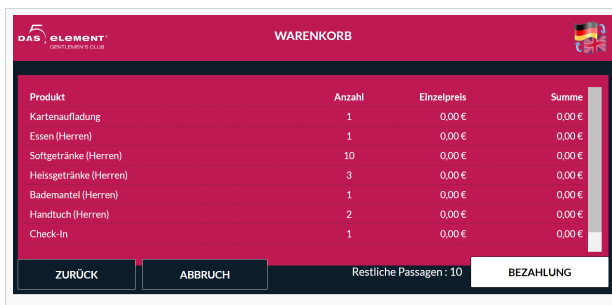 5
DAS ELEMENT
GENTLEMEN'S CLUB
WARENKORB
Produkt Anzahl Einzelpreis Summe
Kartenaufladung 1 0,00 € 0,00 €
Essen (Herren) 1 0,00 € 0,00 €
Softgetränke (Herren) 10 0,00 € 0,00 €
Heissgetränke (Herren) 3 0,00 € 0,00 €
Bademantel (Herren) 1 0,00 € 0,00 €
Handtuch (Herren) 2 0,00 € 0,00 €
Check-In 1 0,00 € 0,00 €
ZURÜCK ABBRUCH Restliche Passagen : 10 BEZAHLUNG